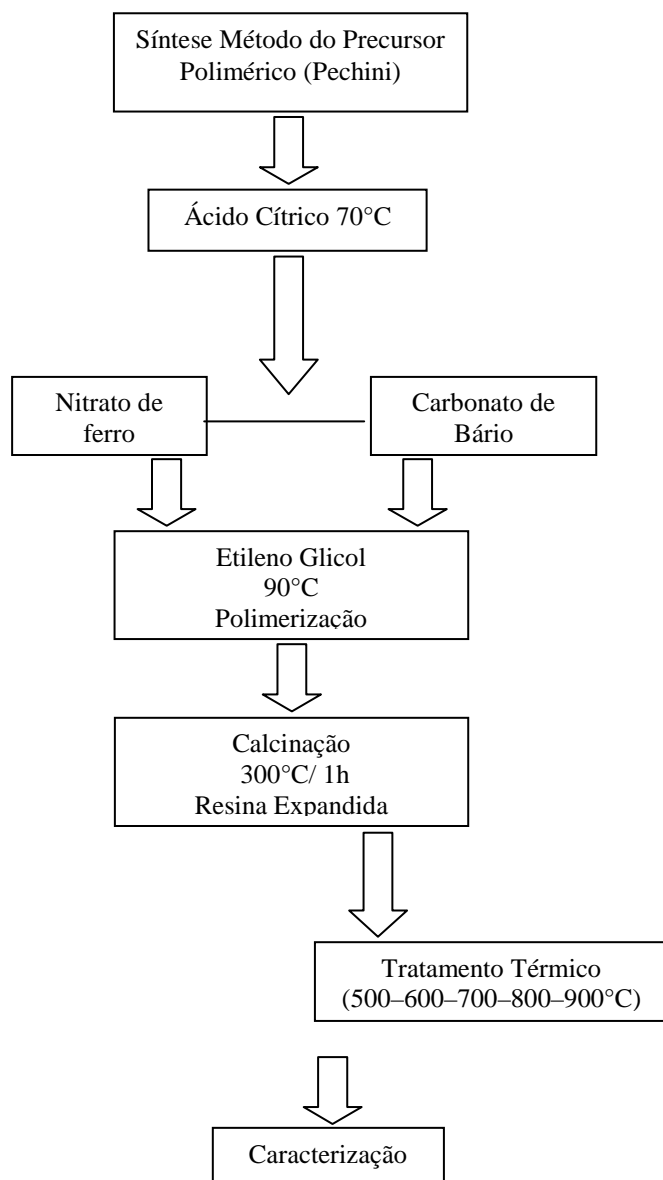 Síntese Método do Precursor
Polimérico (Pechini)
Ácido Cítrico 70°C
Nitrato de
ferro
Carbonato de
Bário
Etileno Glicol
90°C
Polimerização
Calcinação
300°C/ 1h
Resina Expandida
Tratamento Térmico
(500–600–700–800–900°C)
Caracterização